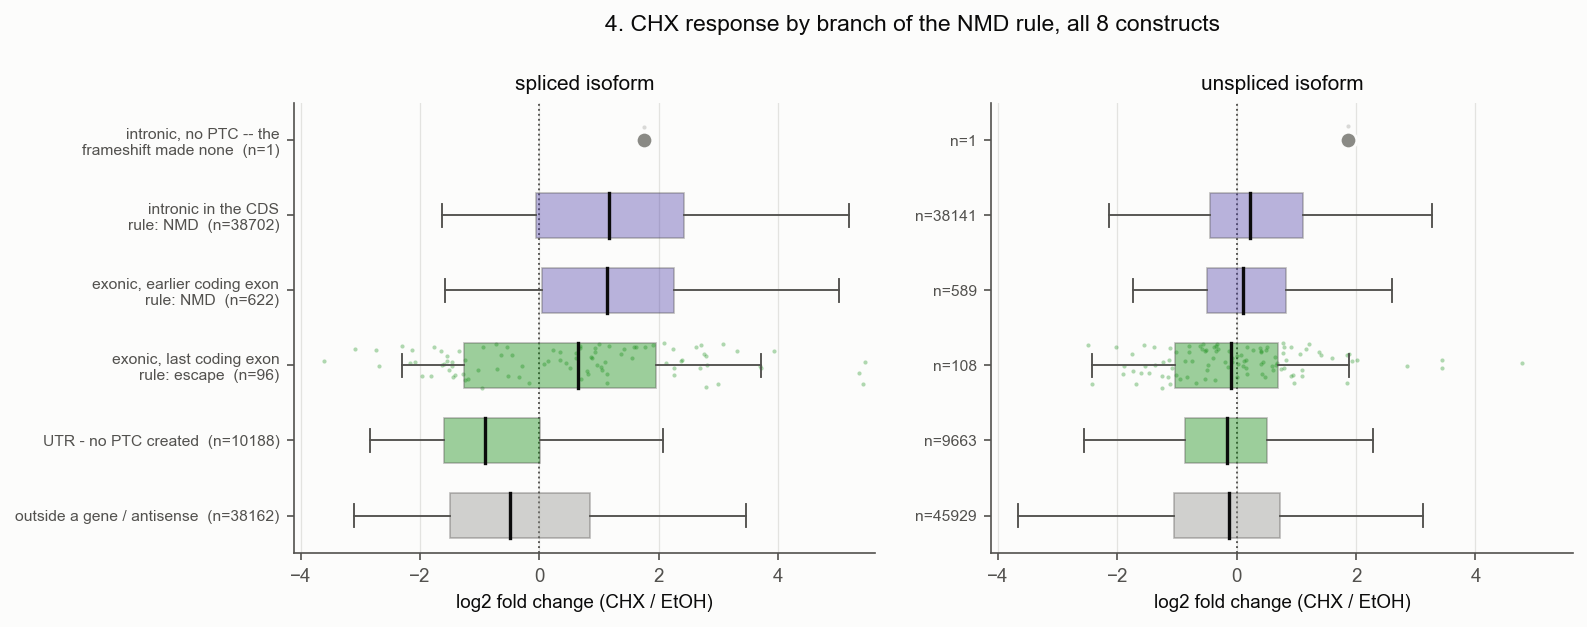 4. CHX response by branch of the NMD rule, all 8 constructs
spliced isoform
intronic, no PTC -- the
frameshift made none  (n=1)
intronic in the CDS
rule: NMD  (n=38702)
exonic, earlier coding exon
rule: NMD  (n=622)
exonic, last coding exon
rule: escape  (n=96)
UTR - no PTC created  (n=10188)
outside a gene / antisense  (n=38162)
−4 −2 0 2 4
log2 fold change (CHX / EtOH)
unspliced isoform
n=1
n=38141
n=589
n=108
n=9663
n=45929
−4 −2 0 2 4
log2 fold change (CHX / EtOH)